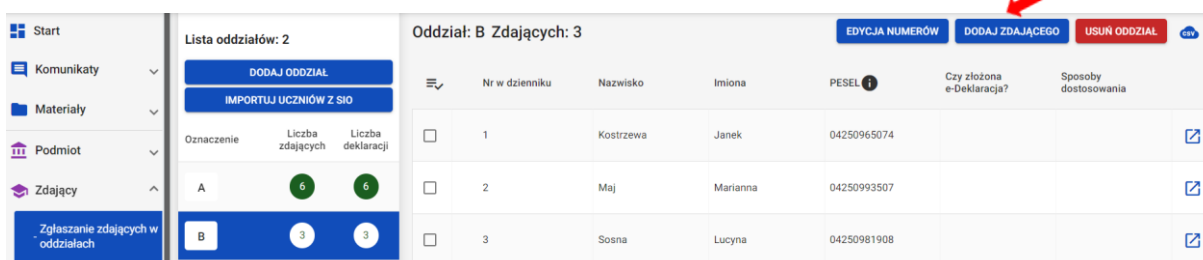 Start
Komunikaty
Materiały
Podmiot
Zdający
- Zgłaszanie zdających w
oddziałach
Lista oddziałów: 2
DODAJ ODDZIAŁ
IMPORTUJ UCZNIÓW Z SIO
Oznaczenie Liczba zdających Liczba deklaracji
A 6 6
B 3 3
Oddział: B Zdających: 3
EDYCJA NUMERÓW DODAJ ZDAJĄCEGO USUŃ ODDZIAŁ CSV
Nr w dzienniku Nazwisko Imiona PESEL i Czy złożona e-Deklaracja? Sposoby dostosowania
1 Kostrzewa Janek 04250965074
2 Maj Marianna 04250993507
3 Sosna Lucyna 04250981908